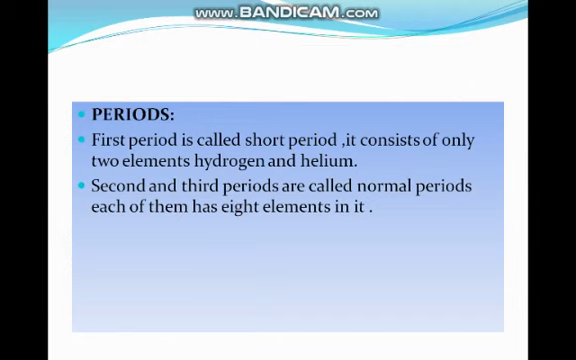 www.BANDICAM.com
PERIODS:
First period is called short period ,it consists of only
two elements hydrogen and helium.
Second and third periods are called normal periods
each of them has eight elements in it .